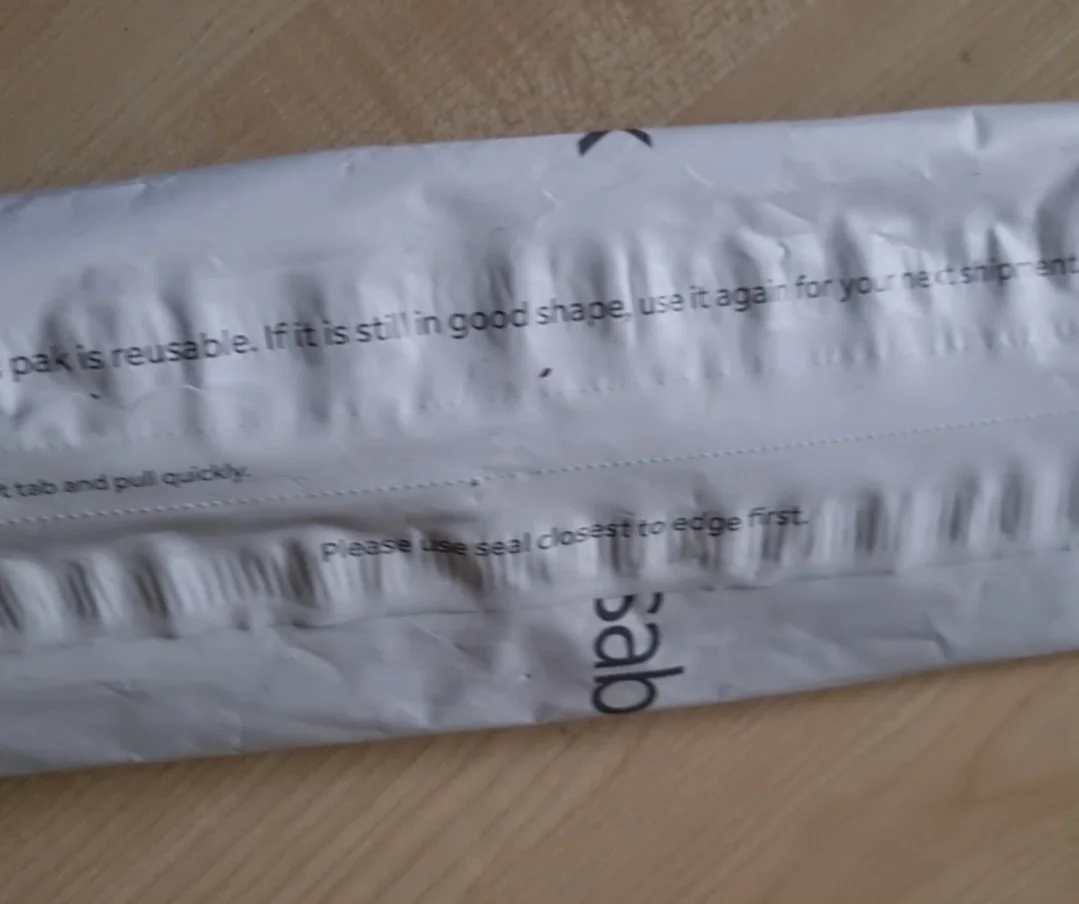 pak is reusable. If it is still in good shape, use it again for your next shipment
t tab and pull quickly.
Please use seal closest to edge first.
sab